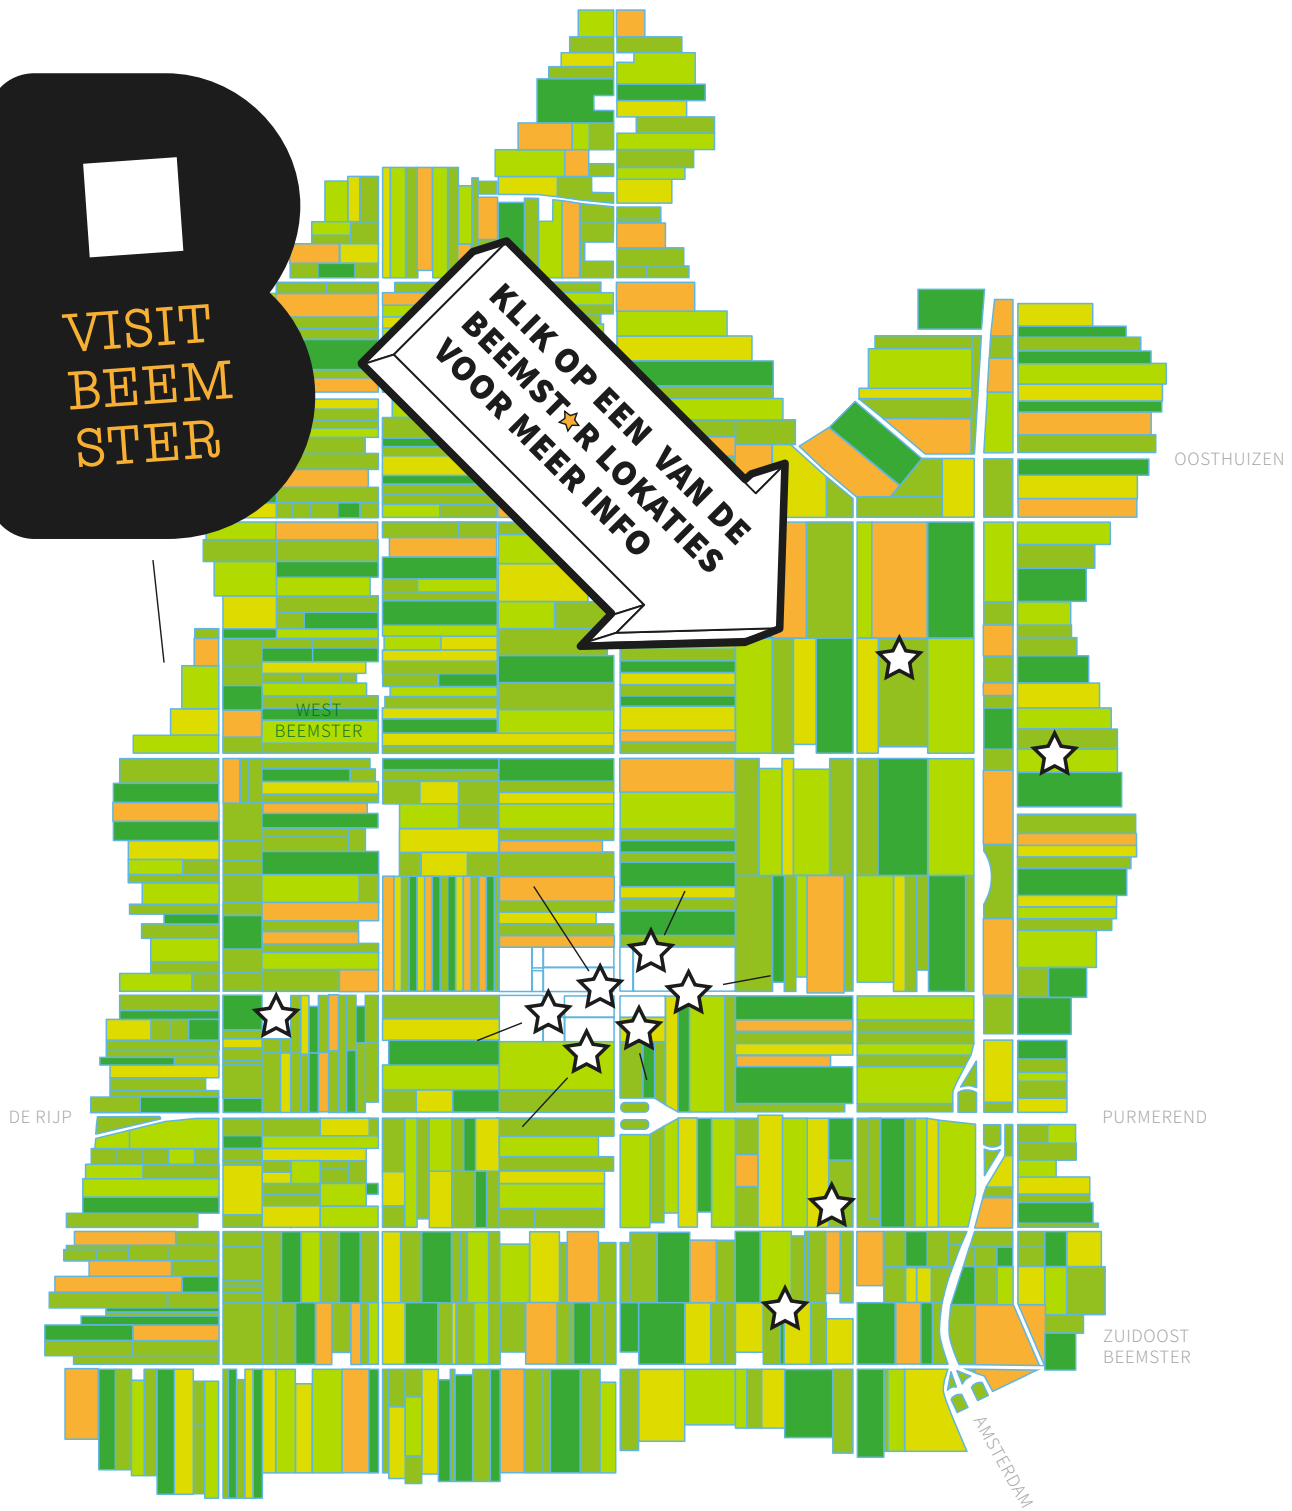 VISIT
BEEM
STER
KLIK OP EEN VAN DE
BEEMST★R LOKATIES
VOOR MEER INFO
OOSTHUIZEN
WEST
BEEMSTER
DE RIJP
PURMEREND
ZUIDOOST
BEEMSTER
AMSTERDAM